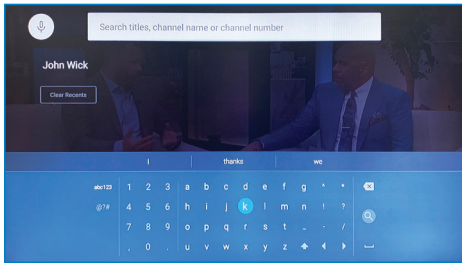 Search titles, channel name or channel number
John Wick
Clear Recents
I thanks we
abc123 1 2 3 a b c d e f g ^ *
@?# 4 5 6 h i j k l m n ! ?
7 8 9 o p q r s t _ - /
. 0 . u v w x y z